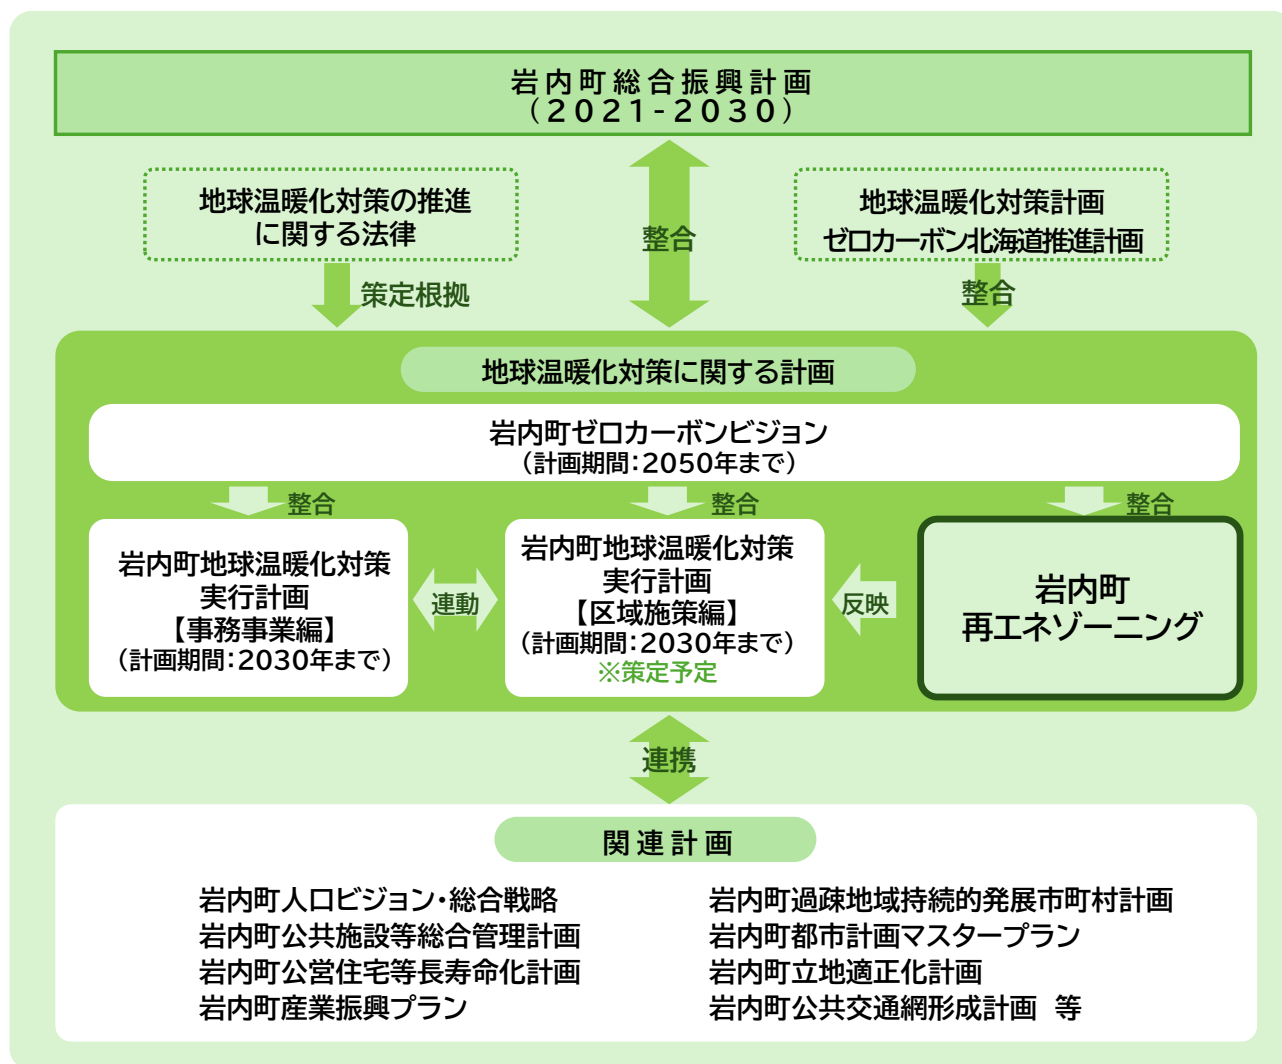 岩内町総合振興計画
(2021-2030)
地球温暖化対策の推進
に関する法律
整合
地球温暖化対策計画
ゼロカーボン北海道推進計画
策定根拠
整合
地球温暖化対策に関する計画
岩内町ゼロカーボンビジョン
(計画期間:2050年まで)
整合
整合
整合
岩内町地球温暖化対策
実行計画
【事務事業編】
(計画期間:2030年まで)
連動
岩内町地球温暖化対策
実行計画
【区域施策編】
(計画期間:2030年まで)
※策定予定
反映
岩内町
再エネゾーニング
連携
関連計画
岩内町人口ビジョン・総合戦略
岩内町公共施設等総合管理計画
岩内町公営住宅等長寿命化計画
岩内町産業振興プラン
岩内町過疎地域持続的発展市町村計画
岩内町都市計画マスタープラン
岩内町立地適正化計画
岩内町公共交通網形成計画 等